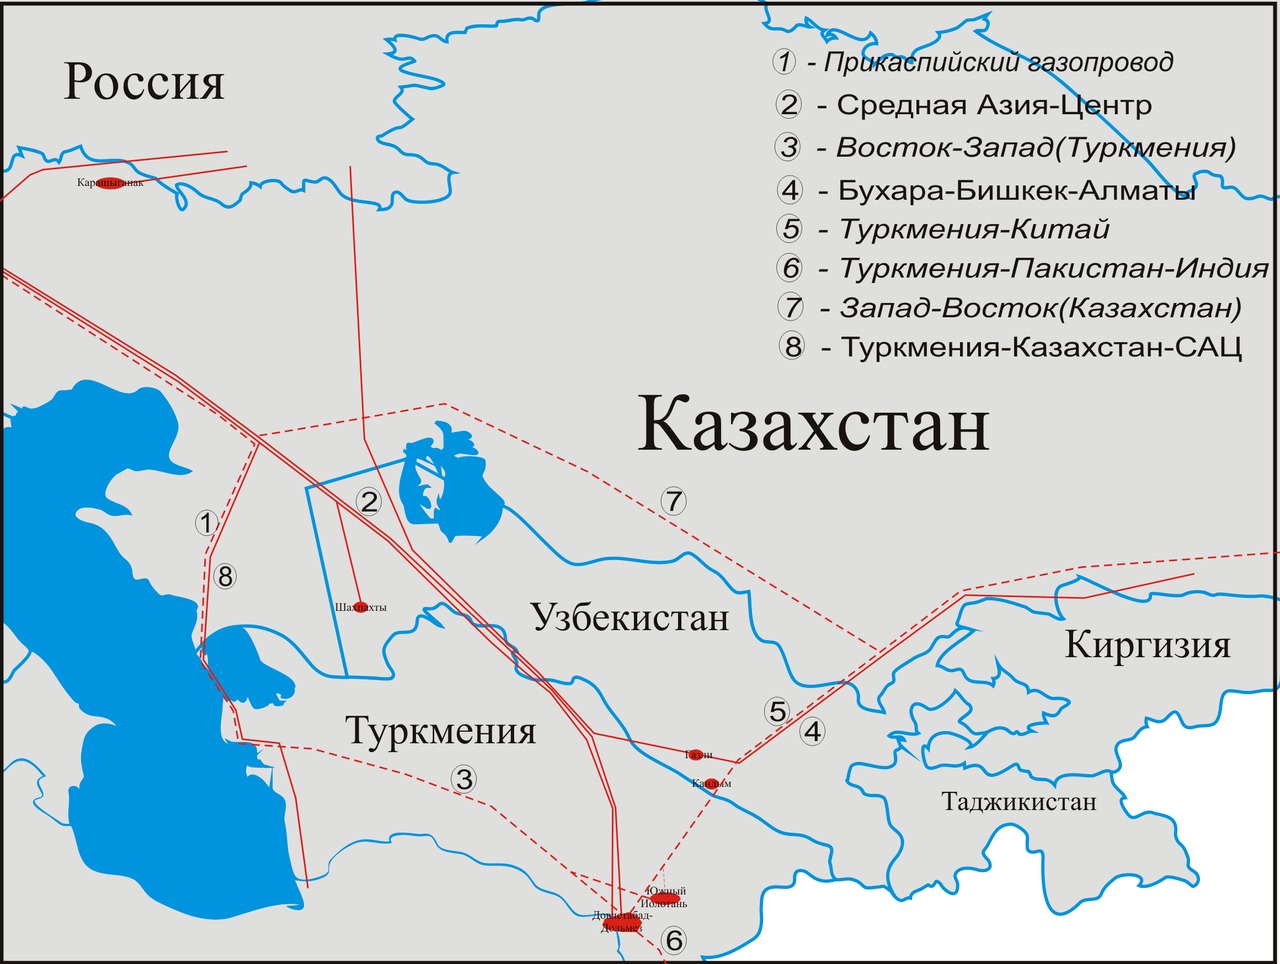 Россия
① - Прикаспийский газопровод
② - Средная Азия-Центр
③ - Восток-Запад(Туркмения)
④ - Бухара-Бишкек-Алматы
⑤ - Туркмения-Китай
⑥ - Туркмения-Пакистан-Индия
⑦ - Запад-Восток(Казахстан)
⑧ - Туркмения-Казахстан-САЦ
Карашыганак
Казахстан
②
⑦
①
⑧
Шахпахты
Узбекистан
Киргизия
Туркмения
⑤
④
③
Газли
Кандым
Таджикистан
Южный
Иолотань
Довлетабад-
Дольмез
⑥